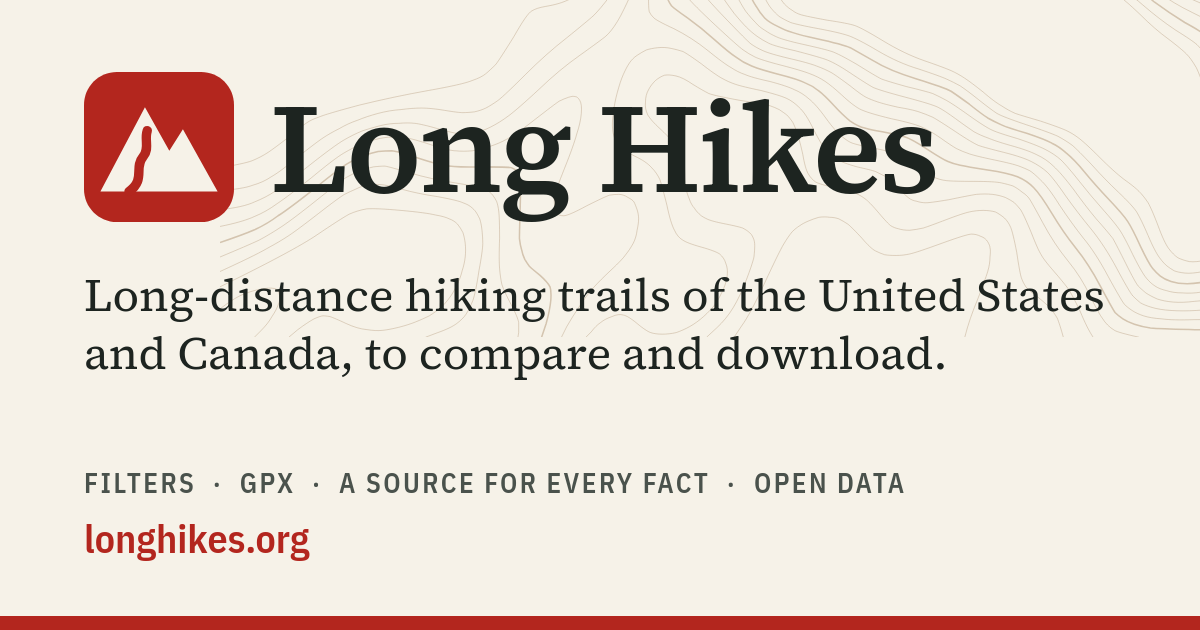 Long Hikes
Long-distance hiking trails of the United States
and Canada, to compare and download.
FILTERS · GPX · A SOURCE FOR EVERY FACT · OPEN DATA
longhikes.org